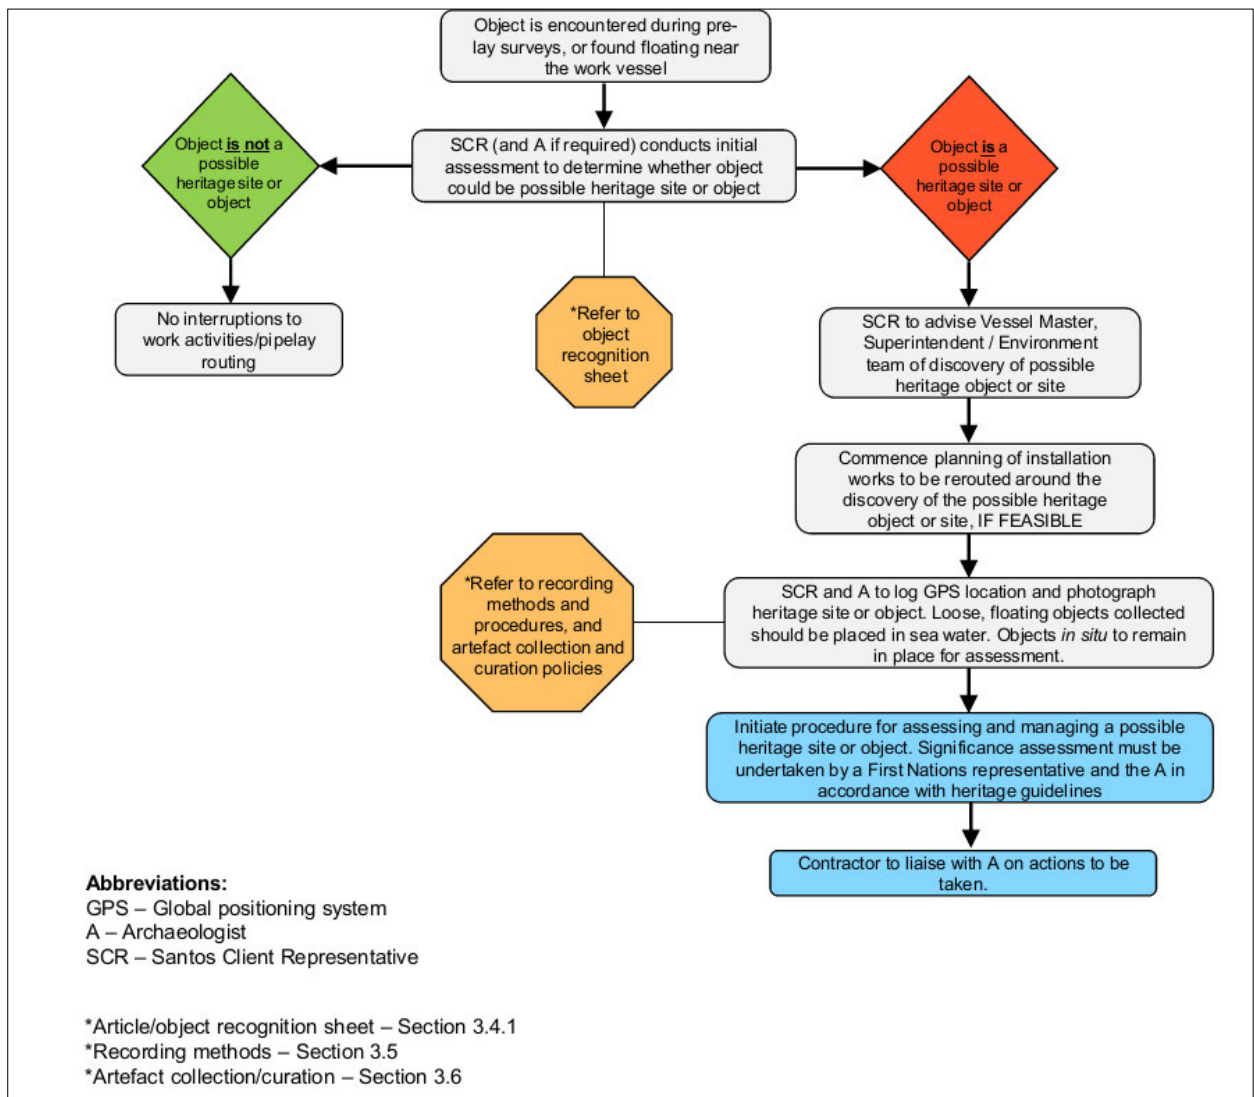 Object is encountered during pre-
lay surveys, or found floating near
the work vessel
Object is not a
possible
heritage site or
object
SCR (and A if required) conducts initial
assessment to determine whether object
could be possible heritage site or object
Object is a
possible
heritage site or
object
No interruptions to
work activities/pipelay
routing
*Refer to
object
recognition
sheet
SCR to advise Vessel Master,
Superintendent / Environment
team of discovery of possible
heritage object or site
Commence planning of installation
works to be rerouted around the
discovery of the possible heritage
object or site, IF FEASIBLE
*Refer to recording
methods and
procedures, and
artefact collection and
curation policies
SCR and A to log GPS location and photograph
heritage site or object. Loose, floating objects collected
should be placed in sea water. Objects in situ to remain
in place for assessment.
Initiate procedure for assessing and managing a possible
heritage site or object. Significance assessment must be
undertaken by a First Nations representative and the A in
accordance with heritage guidelines
Contractor to liaise with A on actions to be
taken.
Abbreviations:
GPS – Global positioning system
A – Archaeologist
SCR – Santos Client Representative
*Article/object recognition sheet – Section 3.4.1
*Recording methods – Section 3.5
*Artefact collection/curation – Section 3.6